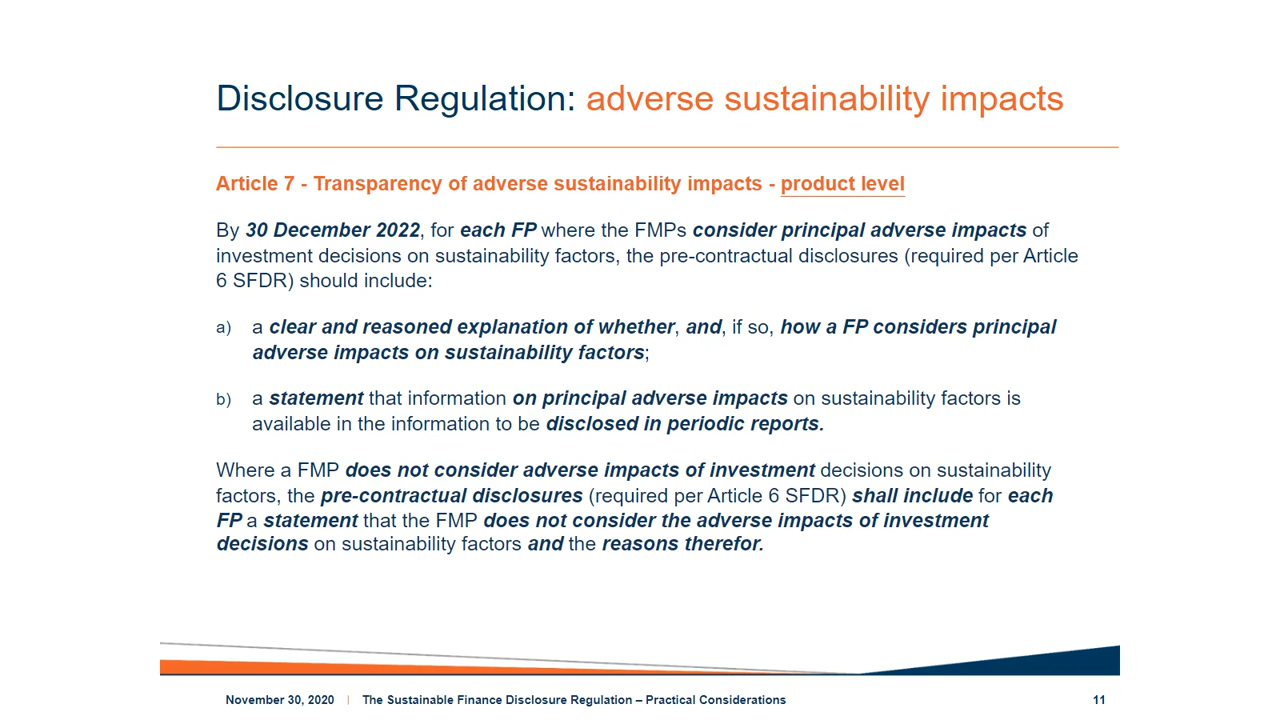 Disclosure Regulation: adverse sustainability impacts
Article 7 - Transparency of adverse sustainability impacts - product level
By 30 December 2022, for each FP where the FMPs consider principal adverse impacts of
investment decisions on sustainability factors, the pre-contractual disclosures (required per Article
6 SFDR) should include:
a) a clear and reasoned explanation of whether, and, if so, how a FP considers principal
adverse impacts on sustainability factors;
b) a statement that information on principal adverse impacts on sustainability factors is
available in the information to be disclosed in periodic reports.
Where a FMP does not consider adverse impacts of investment decisions on sustainability
factors, the pre-contractual disclosures (required per Article 6 SFDR) shall include for each
FP a statement that the FMP does not consider the adverse impacts of investment
decisions on sustainability factors and the reasons therefor.
November 30, 2020 | The Sustainable Finance Disclosure Regulation – Practical Considerations 11